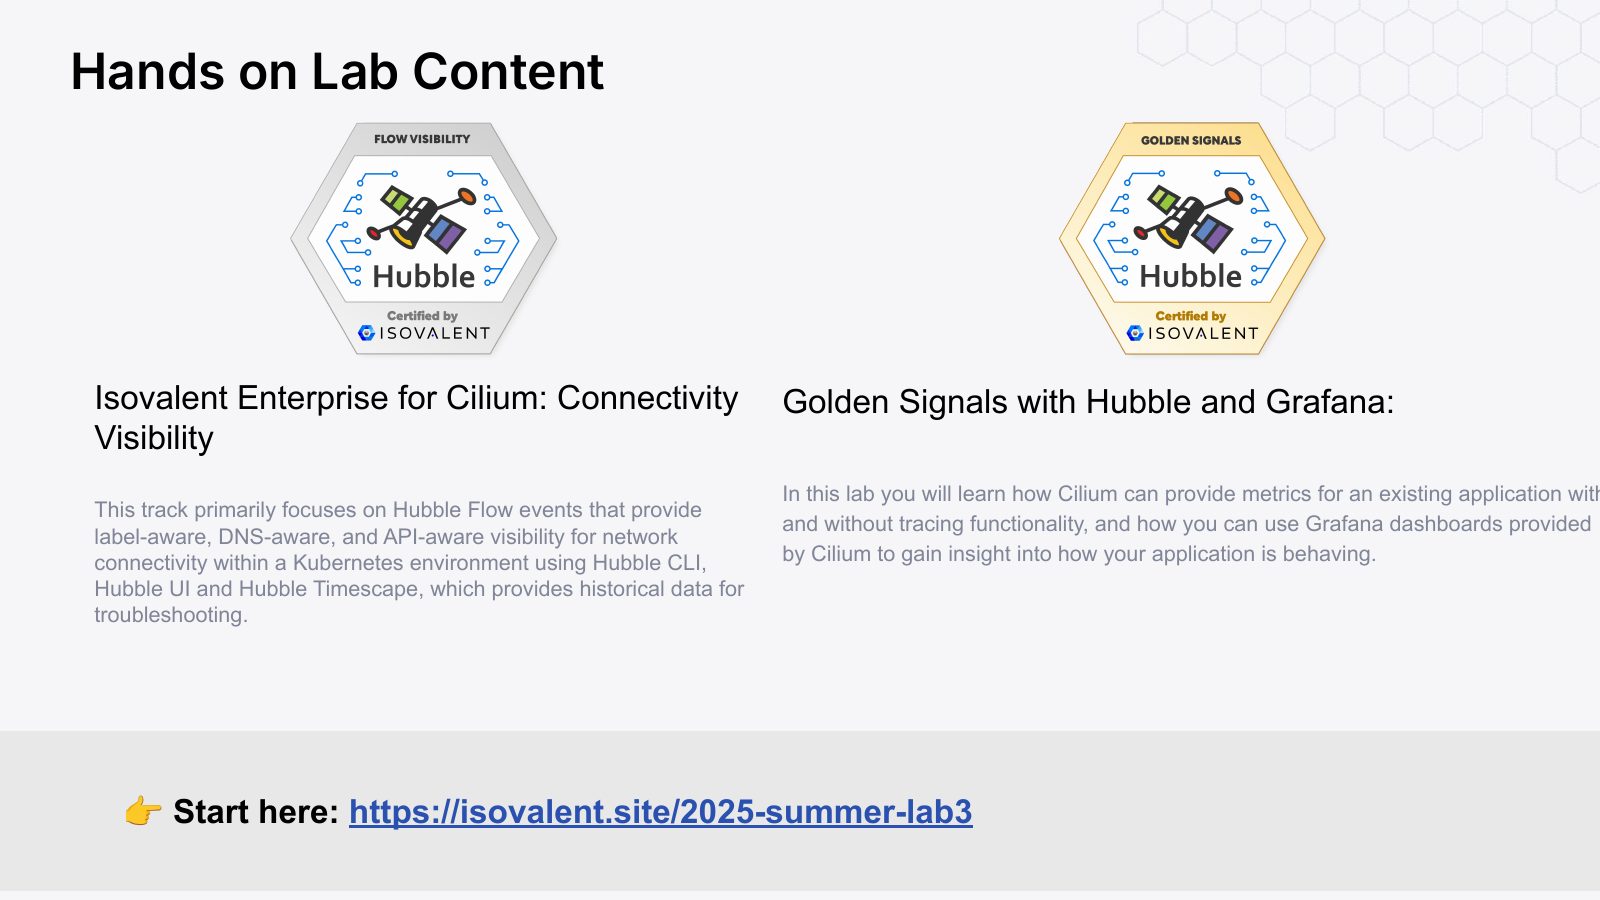 Hands on Lab Content
FLOW VISIBILITY
Hubble
Certified by
ISOVALENT
Isovalent Enterprise for Cilium: Connectivity
Visibility
This track primarily focuses on Hubble Flow events that provide
label-aware, DNS-aware, and API-aware visibility for network
connectivity within a Kubernetes environment using Hubble CLI,
Hubble UI and Hubble Timescape, which provides historical data for
troubleshooting.
GOLDEN SIGNALS
Hubble
Certified by
ISOVALENT
Golden Signals with Hubble and Grafana:
In this lab you will learn how Cilium can provide metrics for an existing application with
and without tracing functionality, and how you can use Grafana dashboards provided
by Cilium to gain insight into how your application is behaving.
👉 Start here: https://isovalent.site/2025-summer-lab3